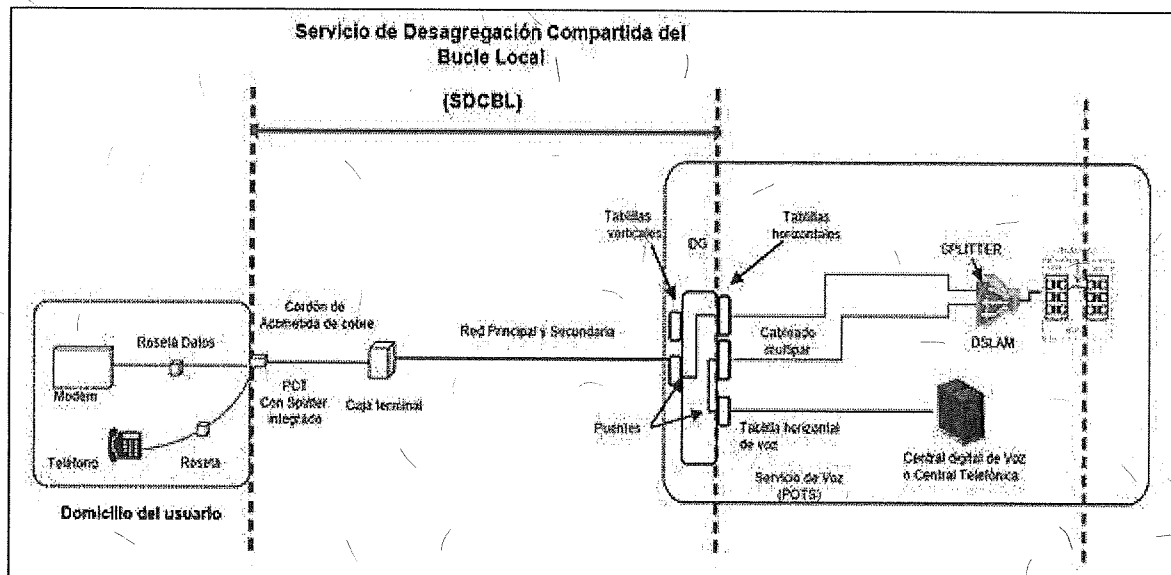 Servicio de Desagregación Compartida del
Bucle Local
(SDCBL)
Tablillas
verticales
DG
Tablillas
horizontales
SPLITTER
Cordón de
Acometida de cobre
Red Principal y Secundaria
Cableado
multipar
DSLAM
Roseta Datos
Modem
PCT
Con Splitter
integrado
Caja terminal
Puentes
Teléfono
Roseta
Tablilla horizontal
de voz
Central digital de Voz
o Central Telefónica
Servicio de Voz
(POTS)
Domicilio del usuario